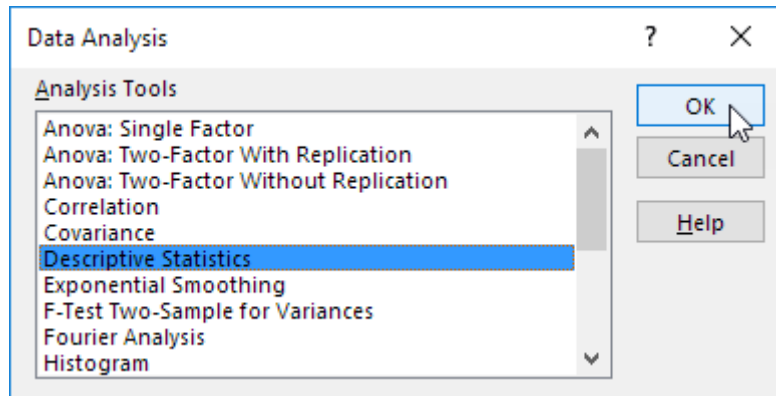 Data Analysis
?
Analysis Tools
Anova: Single Factor
Anova: Two-Factor With Replication
Anova: Two-Factor Without Replication
Correlation
Covariance
Descriptive Statistics
Exponential Smoothing
F-Test Two-Sample for Variances
Fourier Analysis
Histogram
OK
Cancel
Help